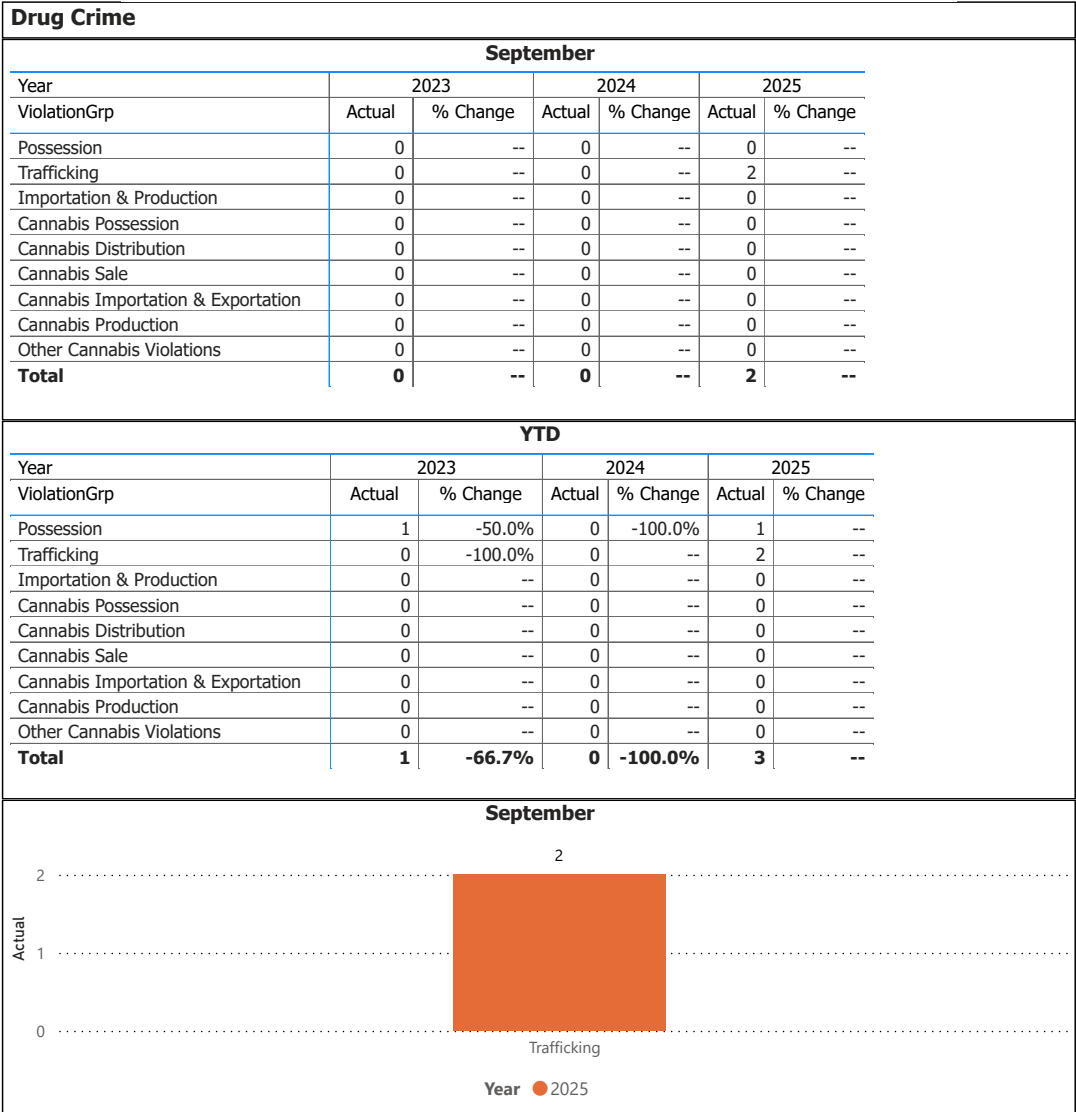 Drug Crime
September
Year 2023 2024 2025
ViolationGrp Actual % Change Actual % Change Actual % Change
Possession 0 -- 0 -- 0 --
Trafficking 0 -- 0 -- 2 --
Importation & Production 0 -- 0 -- 0 --
Cannabis Possession 0 -- 0 -- 0 --
Cannabis Distribution 0 -- 0 -- 0 --
Cannabis Sale 0 -- 0 -- 0 --
Cannabis Importation & Exportation 0 -- 0 -- 0 --
Cannabis Production 0 -- 0 -- 0 --
Other Cannabis Violations 0 -- 0 -- 0 --
Total 0 -- 0 -- 2 --
YTD
Year 2023 2024 2025
ViolationGrp Actual % Change Actual % Change Actual % Change
Possession 1 -50.0% 0 -100.0% 1 --
Trafficking 0 -100.0% 0 -- 2 --
Importation & Production 0 -- 0 -- 0 --
Cannabis Possession 0 -- 0 -- 0 --
Cannabis Distribution 0 -- 0 -- 0 --
Cannabis Sale 0 -- 0 -- 0 --
Cannabis Importation & Exportation 0 -- 0 -- 0 --
Cannabis Production 0 -- 0 -- 0 --
Other Cannabis Violations 0 -- 0 -- 0 --
Total 1 -66.7% 0 -100.0% 3 --
September
2
2
Actual
1
0
Trafficking
Year 2025